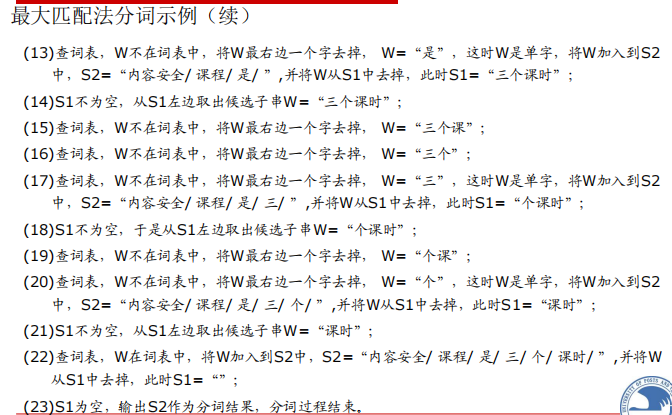 最大匹配法分词示例（续）
(13)查词表，W不在词表中，将W最右边一个字去掉， W=“是”，这时W是单字，将W加入到S2
中，S2=“内容安全/ 课程/ 是/ ”,并将W从S1中去掉，此时S1=“三个课时”；
(14)S1不为空，从S1左边取出候选子串W=“三个课时”；
(15)查词表，W不在词表中，将W最右边一个字去掉， W=“三个课”；
(16)查词表，W不在词表中，将W最右边一个字去掉， W=“三个”；
(17)查词表，W不在词表中，将W最右边一个字去掉， W=“三”，这时W是单字，将W加入到S2
中，S2=“内容安全/ 课程/ 是/ 三/ ”,并将W从S1中去掉，此时S1=“个课时”；
(18)S1不为空，于是从S1左边取出候选子串W=“个课时”；
(19)查词表，W不在词表中，将W最右边一个字去掉， W=“个课”；
(20)查词表，W不在词表中，将W最右边一个字去掉， W=“个”，这时W是单字，将W加入到S2
中，S2=“内容安全/ 课程/ 是/ 三/ 个/ ”,并将W从S1中去掉，此时S1=“课时”；
(21)S1不为空，从S1左边取出候选子串W=“课时”；
(22)查词表，W在词表中，将W加入到S2中，S2=“内容安全/ 课程/ 是/ 三/ 个/ 课时/ ”,并将W
从S1中去掉，此时S1=“”；
(23)S1为空，输出S2作为分词结果，分词过程结束。